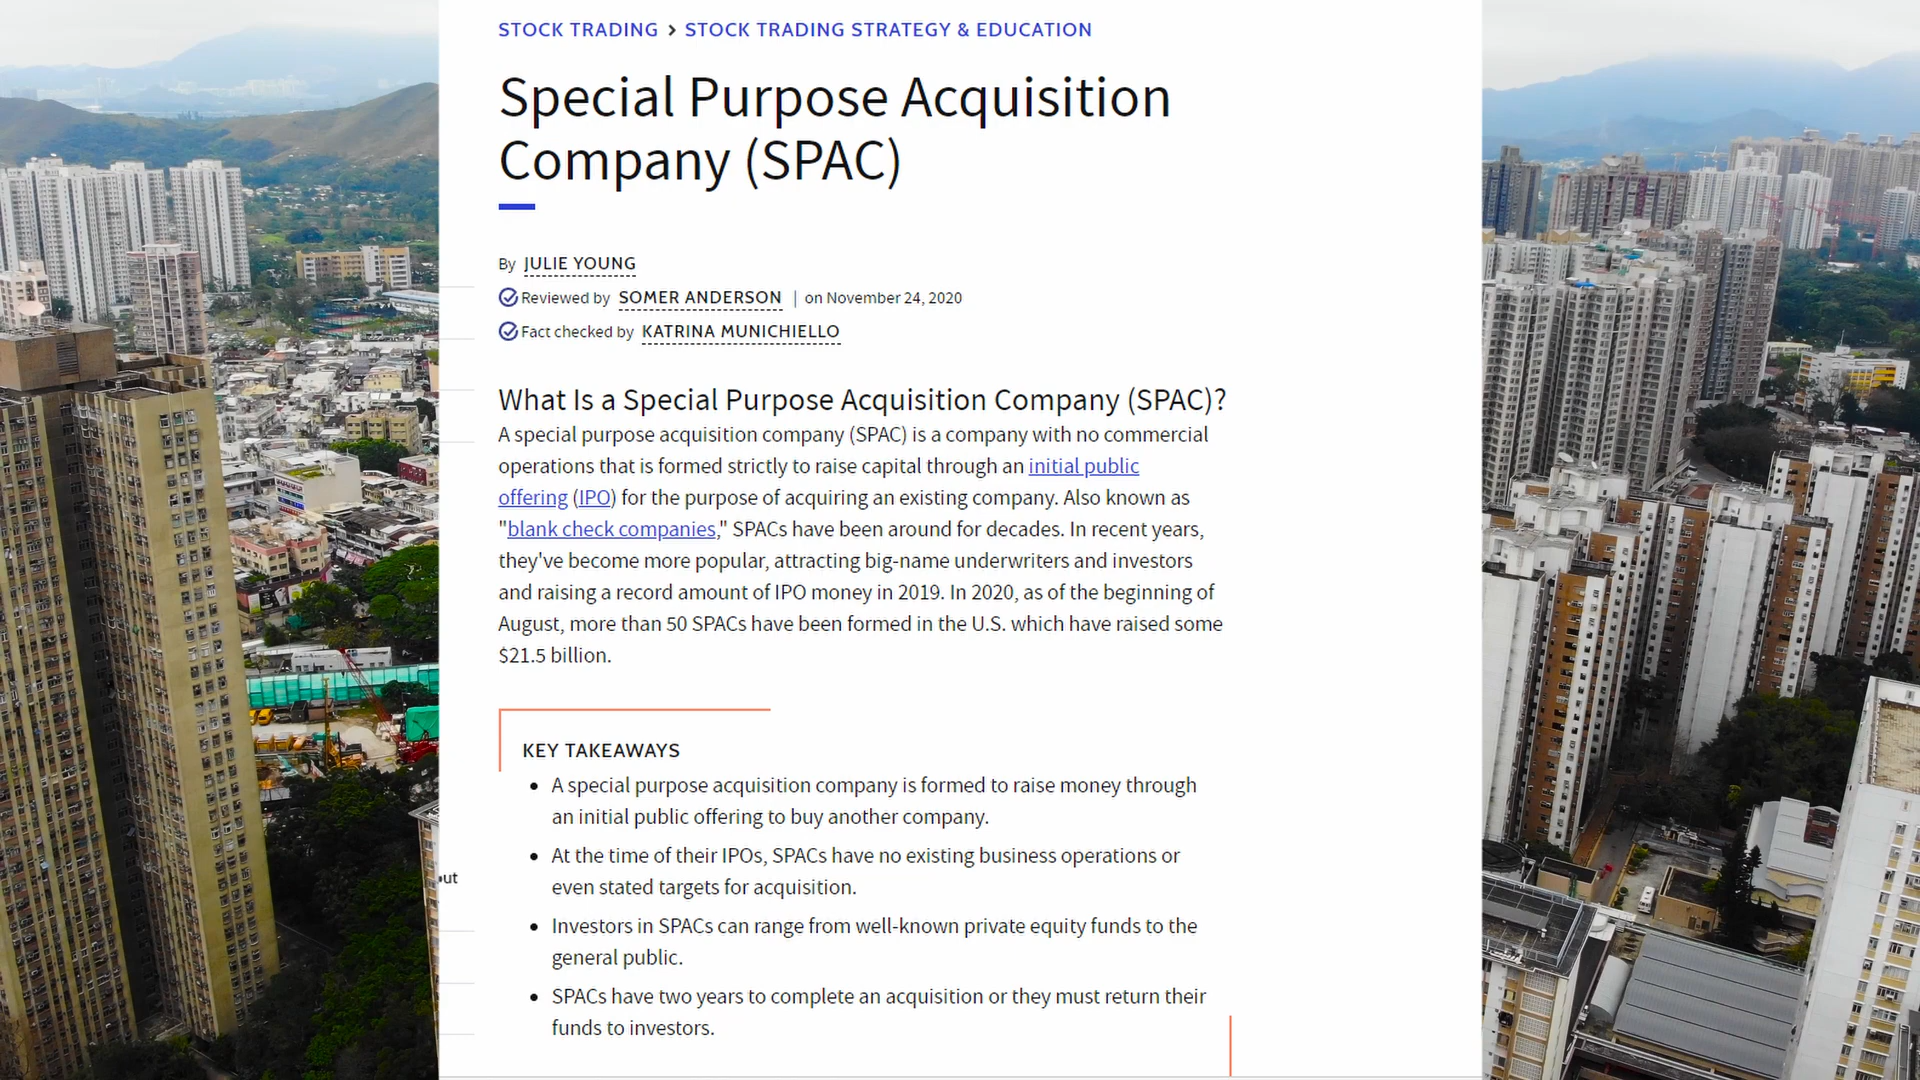 STOCK TRADING > STOCK TRADING STRATEGY & EDUCATION
Special Purpose Acquisition
Company (SPAC)
By JULIE YOUNG
Reviewed by SOMER ANDERSON | on November 24, 2020
Fact checked by KATRINA MUNICHIELLO
What Is a Special Purpose Acquisition Company (SPAC)?
A special purpose acquisition company (SPAC) is a company with no commercial
operations that is formed strictly to raise capital through an initial public
offering (IPO) for the purpose of acquiring an existing company. Also known as
"blank check companies," SPACs have been around for decades. In recent years,
they've become more popular, attracting big-name underwriters and investors
and raising a record amount of IPO money in 2019. In 2020, as of the beginning of
August, more than 50 SPACs have been formed in the U.S. which have raised some
$21.5 billion.
KEY TAKEAWAYS
• A special purpose acquisition company is formed to raise money through
an initial public offering to buy another company.
• At the time of their IPOs, SPACs have no existing business operations or
even stated targets for acquisition.
ut
• Investors in SPACs can range from well-known private equity funds to the
general public.
• SPACs have two years to complete an acquisition or they must return their
funds to investors.